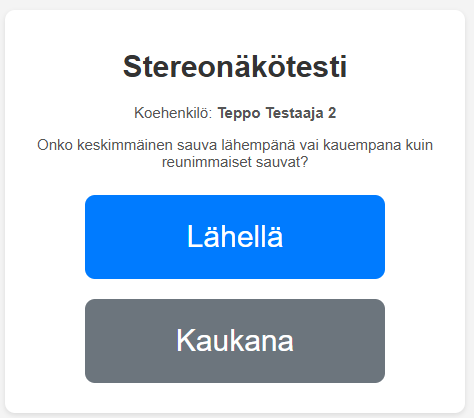 Stereonäkötesti
Koehenkilö: Teppo Testaaja 2
Onko keskimmäinen sauva lähempänä vai kauempana kuin
reunimmaiset sauvat?
Lähellä
Kaukana